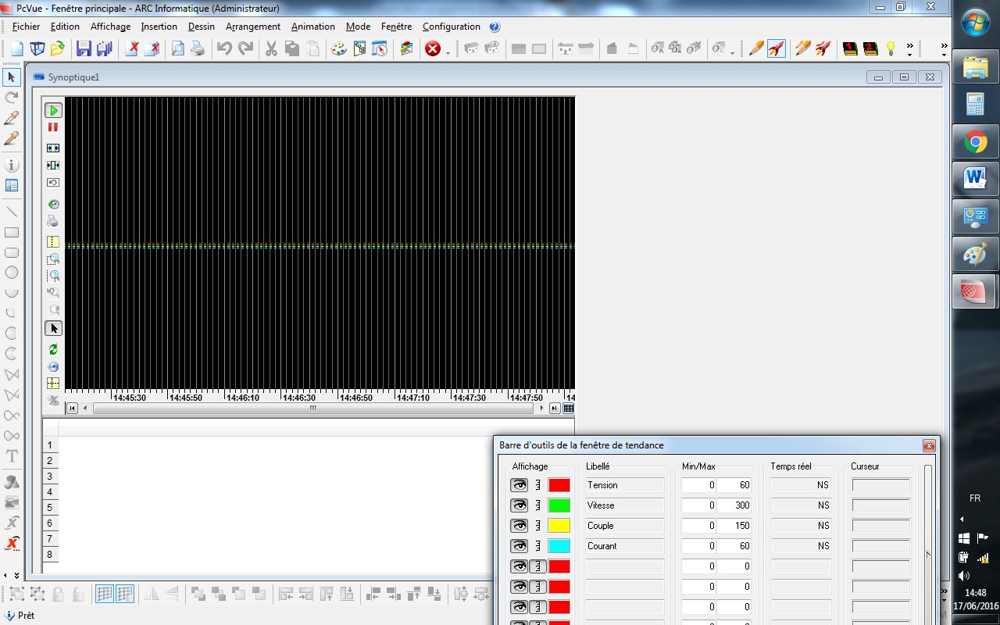 PcVue - Fenêtre principale - ARC Informatique (Administrateur)
Fichier Edition Affichage Insertion Dessin Arrangement Animation Mode Fenêtre Configuration
Synoptique1
14:45:30 14:45:50 14:46:10 14:46:30 14:46:50 14:47:10 14:47:30 14:47:50 14
1
2
3
4
5
6
7
8
Barre d'outils de la fenêtre de tendance
Affichage Libellé Min/Max Temps réel Curseur
Tension 0 60 NS
Vitesse 0 300 NS
Couple 0 150 NS
Courant 0 60 NS
0 0
0 0
0 0
Prêt
FR
14:48
17/06/2016